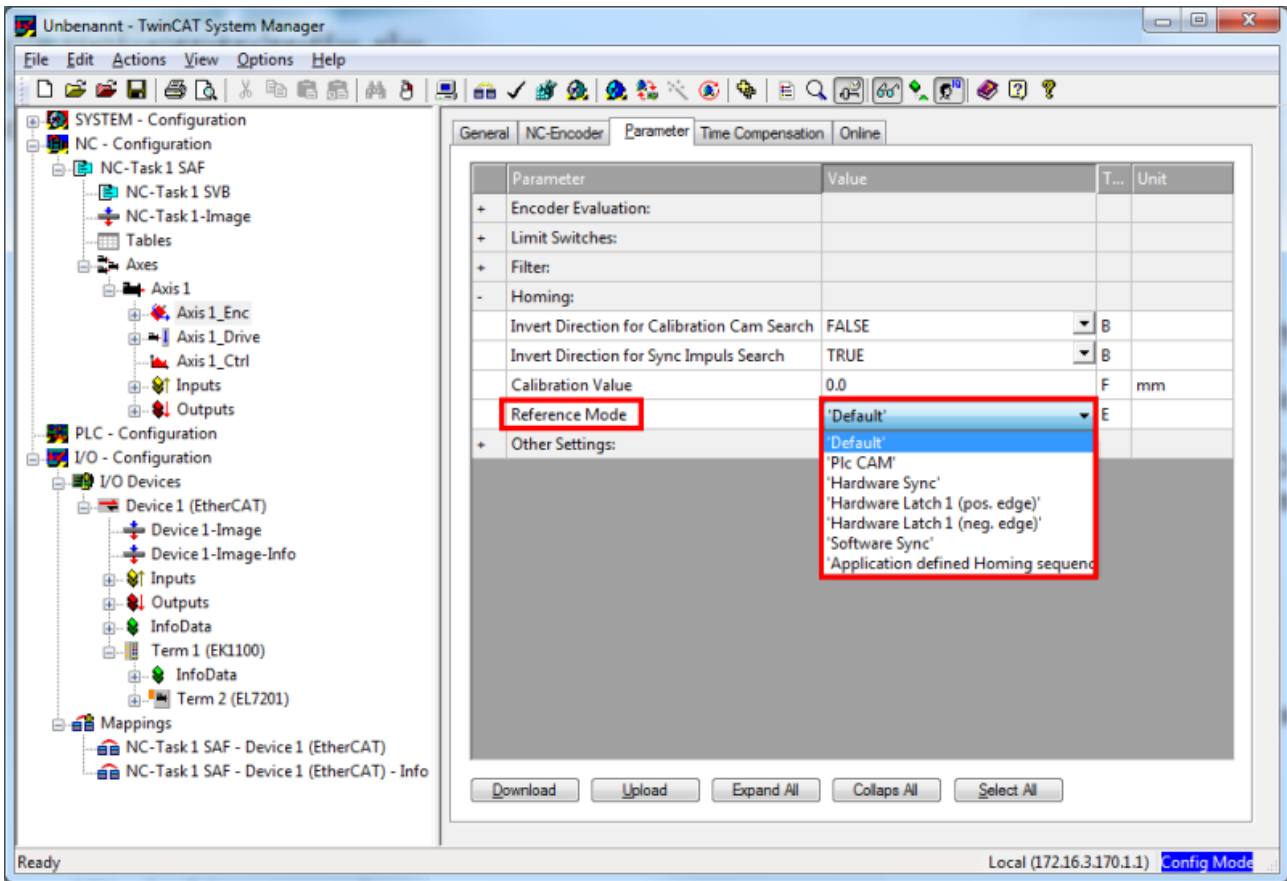 Unbenannt - TwinCAT System Manager
File Edit Actions View Options Help
SYSTEM - Configuration
NC - Configuration
NC-Task 1 SAF
NC-Task 1 SVB
NC-Task 1-Image
Tables
Axes
Axis 1
Axis 1_Enc
Axis 1_Drive
Axis 1_Ctrl
Inputs
Outputs
PLC - Configuration
I/O - Configuration
I/O Devices
Device 1 (EtherCAT)
Device 1-Image
Device 1-Image-Info
Inputs
Outputs
InfoData
Term 1 (EK1100)
InfoData
Term 2 (EL7201)
Mappings
NC-Task 1 SAF - Device 1 (EtherCAT)
NC-Task 1 SAF - Device 1 (EtherCAT) - Info
General NC-Encoder Parameter Time Compensation Online
Parameter Value T... Unit
+ Encoder Evaluation:
+ Limit Switches:
+ Filter:
- Homing:
Invert Direction for Calibration Cam Search FALSE B
Invert Direction for Sync Impuls Search TRUE B
Calibration Value 0.0 F mm
Reference Mode 'Default' E
+ Other Settings:
'Default'
'Plc CAM'
'Hardware Sync'
'Hardware Latch 1 (pos. edge)'
'Hardware Latch 1 (neg. edge)'
'Software Sync'
'Application defined Homing sequenc
Download Upload Expand All Collaps All Select All
Ready Local (172.16.3.170.1.1) Config Mode